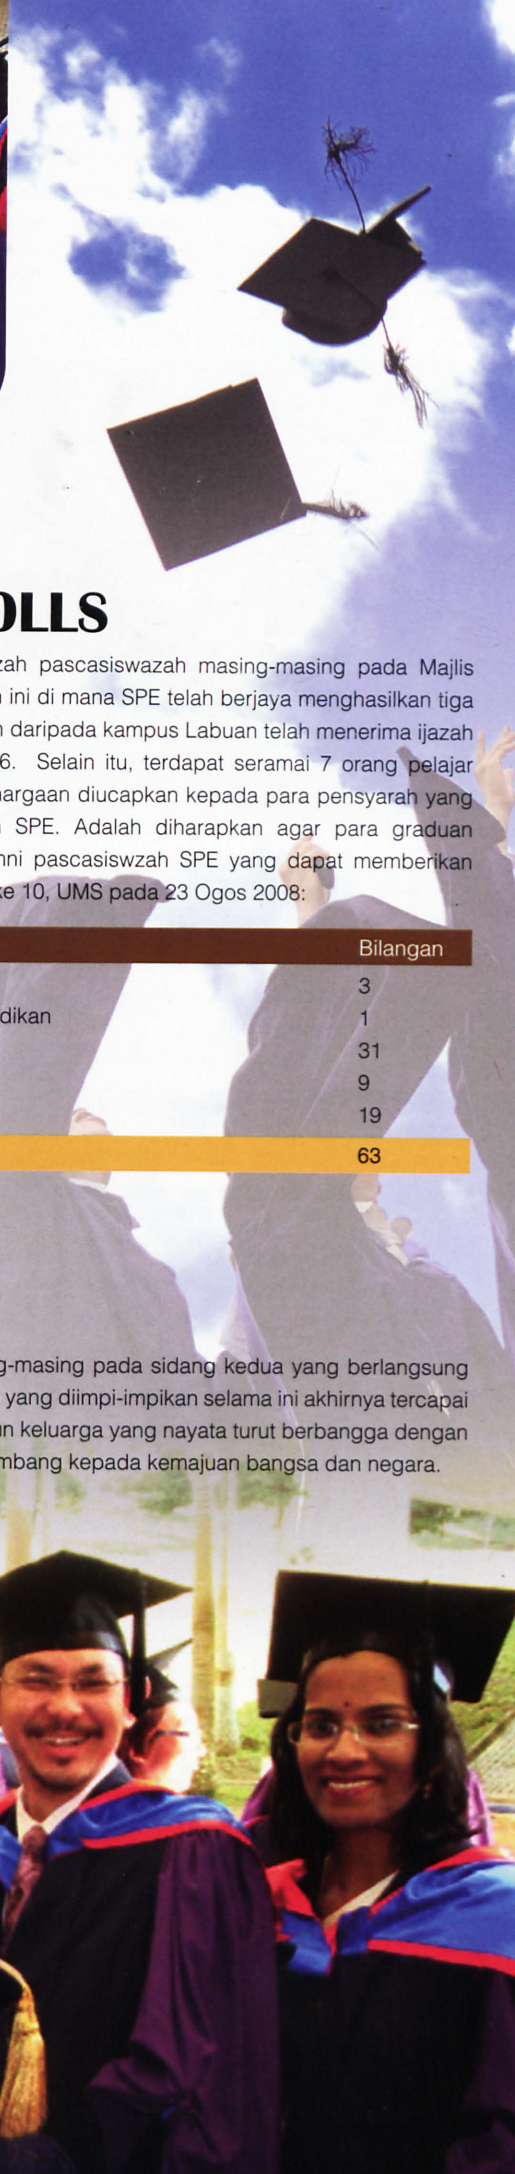 OLLS
zah pascasiswazah masing-masing pada Majlis
n ini di mana SPE telah berjaya menghasilkan tiga
n daripada kampus Labuan telah menerima ijazah
6. Selain itu, terdapat seramai 7 orang pelajar
hargaan diucapkan kepada para pensyarah yang
n SPE. Adalah diharapkan agar para graduan
mni pascasiswzah SPE yang dapat memberikan
ke 10, UMS pada 23 Ogos 2008:
Bilangan
3
dikan 1
31
9
19
63
g-masing pada sidang kedua yang berlangsung
yang diimpi-impikan selama ini akhirnya tercapai
un keluarga yang nayata turut berbangga dengan
mbang kepada kemajuan bangsa dan negara.